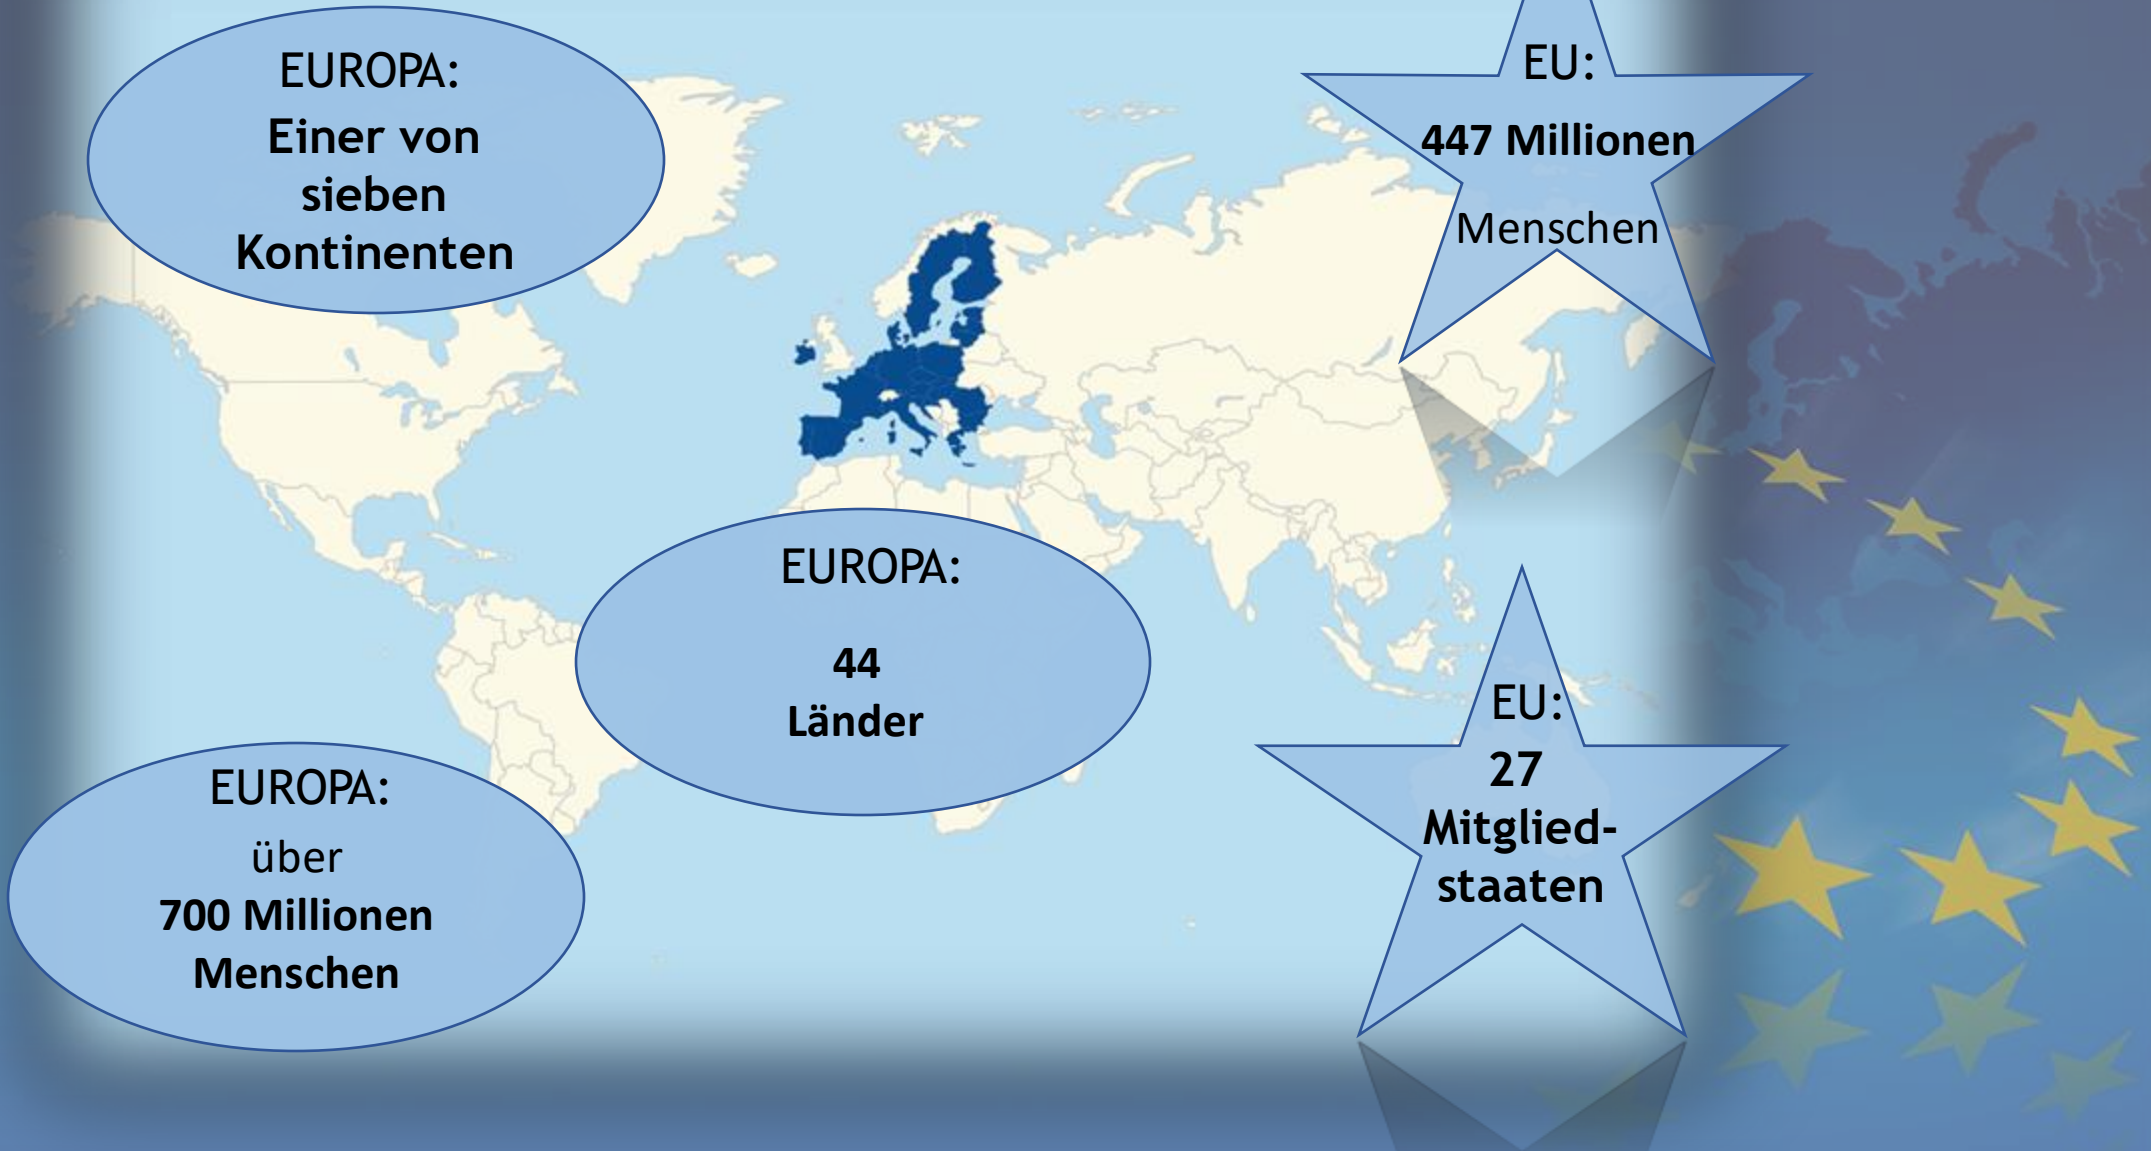 EUROPA:
Einer von
sieben
Kontinenten
EU:
447 Millionen
Menschen
EUROPA:
44
Länder
EU:
27
Mitglied-
staaten
EUROPA:
über
700 Millionen
Menschen